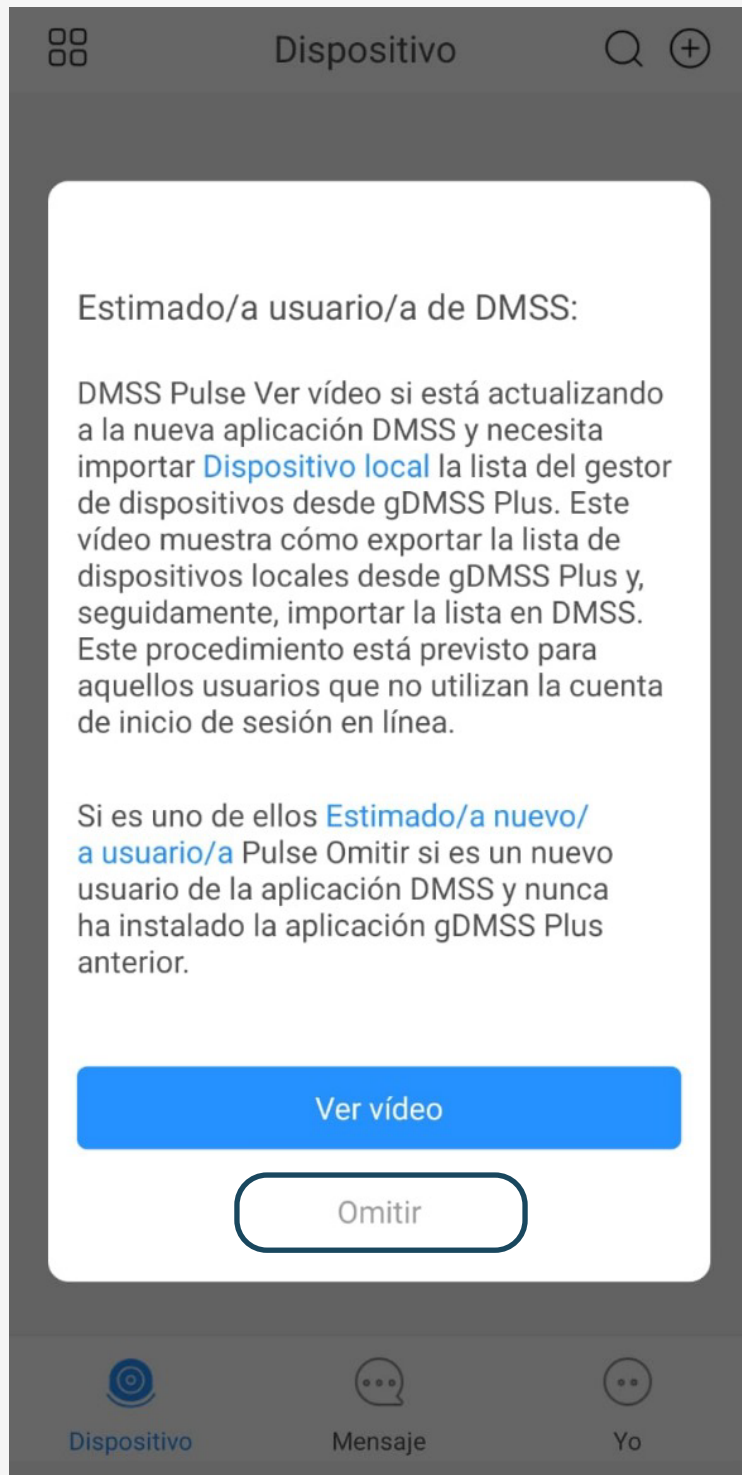 Dispositivo
Estimado/a usuario/a de DMSS:
DMSS Pulse Ver vídeo si está actualizando
a la nueva aplicación DMSS y necesita
importar Dispositivo local la lista del gestor
de dispositivos desde gDMSS Plus. Este
vídeo muestra cómo exportar la lista de
dispositivos locales desde gDMSS Plus y,
seguidamente, importar la lista en DMSS.
Este procedimiento está previsto para
aquellos usuarios que no utilizan la cuenta
de inicio de sesión en línea.
Si es uno de ellos Estimado/a nuevo/
a usuario/a Pulse Omitir si es un nuevo
usuario de la aplicación DMSS y nunca
ha instalado la aplicación gDMSS Plus
anterior.
Ver vídeo
Omitir
Dispositivo
Mensaje
Yo